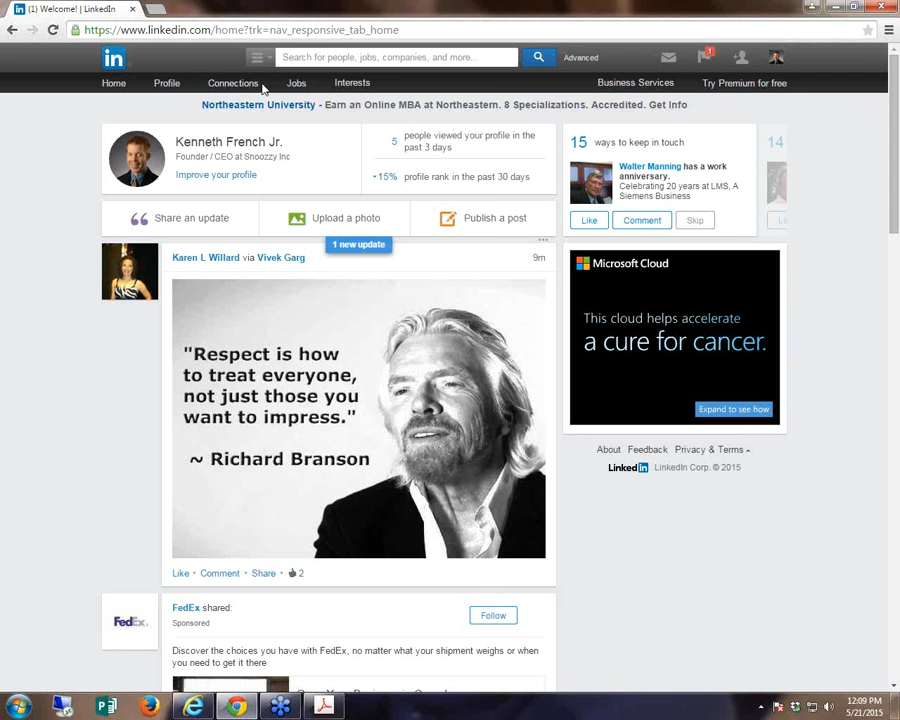 (1) Welcome! | LinkedIn
https://www.linkedin.com/home?trk=nav_responsive_tab_home
in
Search for people, jobs, companies, and more...
Advanced
1
Home
Profile
Connections
Jobs
Interests
Business Services
Try Premium for free
Northeastern University - Earn an Online MBA at Northeastern. 8 Specializations. Accredited. Get Info
Kenneth French Jr.
Founder / CEO at Snoozzy Inc
Improve your profile
5 people viewed your profile in the
past 3 days
15% profile rank in the past 30 days
15 ways to keep in touch
14
Walter Manning has a work
anniversary.
Celebrating 20 years at LMS, A
Siemens Business
Like
Comment
Skip
Share an update
Upload a photo
Publish a post
1 new update
Karen L Willard via Vivek Garg
9m
"Respect is how
to treat everyone,
not just those you
want to impress."
~ Richard Branson
Like • Comment • Share • 2
Microsoft Cloud
This cloud helps accelerate
a cure for cancer.
Expand to see how
About Feedback Privacy & Terms
LinkedIn LinkedIn Corp. © 2015
FedEx
FedEx shared:
Sponsored
Follow
Discover the choices you have with FedEx, no matter what your shipment weighs or when
you need to get it there
12:09 PM
5/21/2015